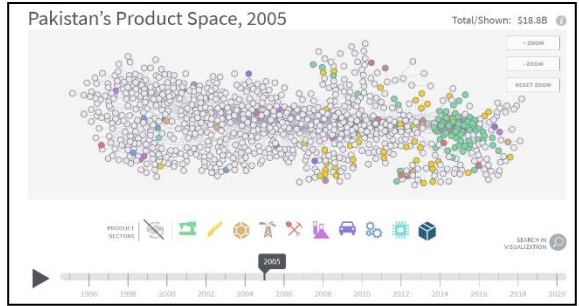 Pakistan's Product Space, 2005
Total/Shown: $18.8B
+ ZOOM
- ZOOM
RESET ZOOM
PRODUCT
SECTORS
SEARCH IN
VISUALIZATION
2005
1996 1998 2000 2002 2004 2006 2008 2010 2012 2014 2016 2018 2020